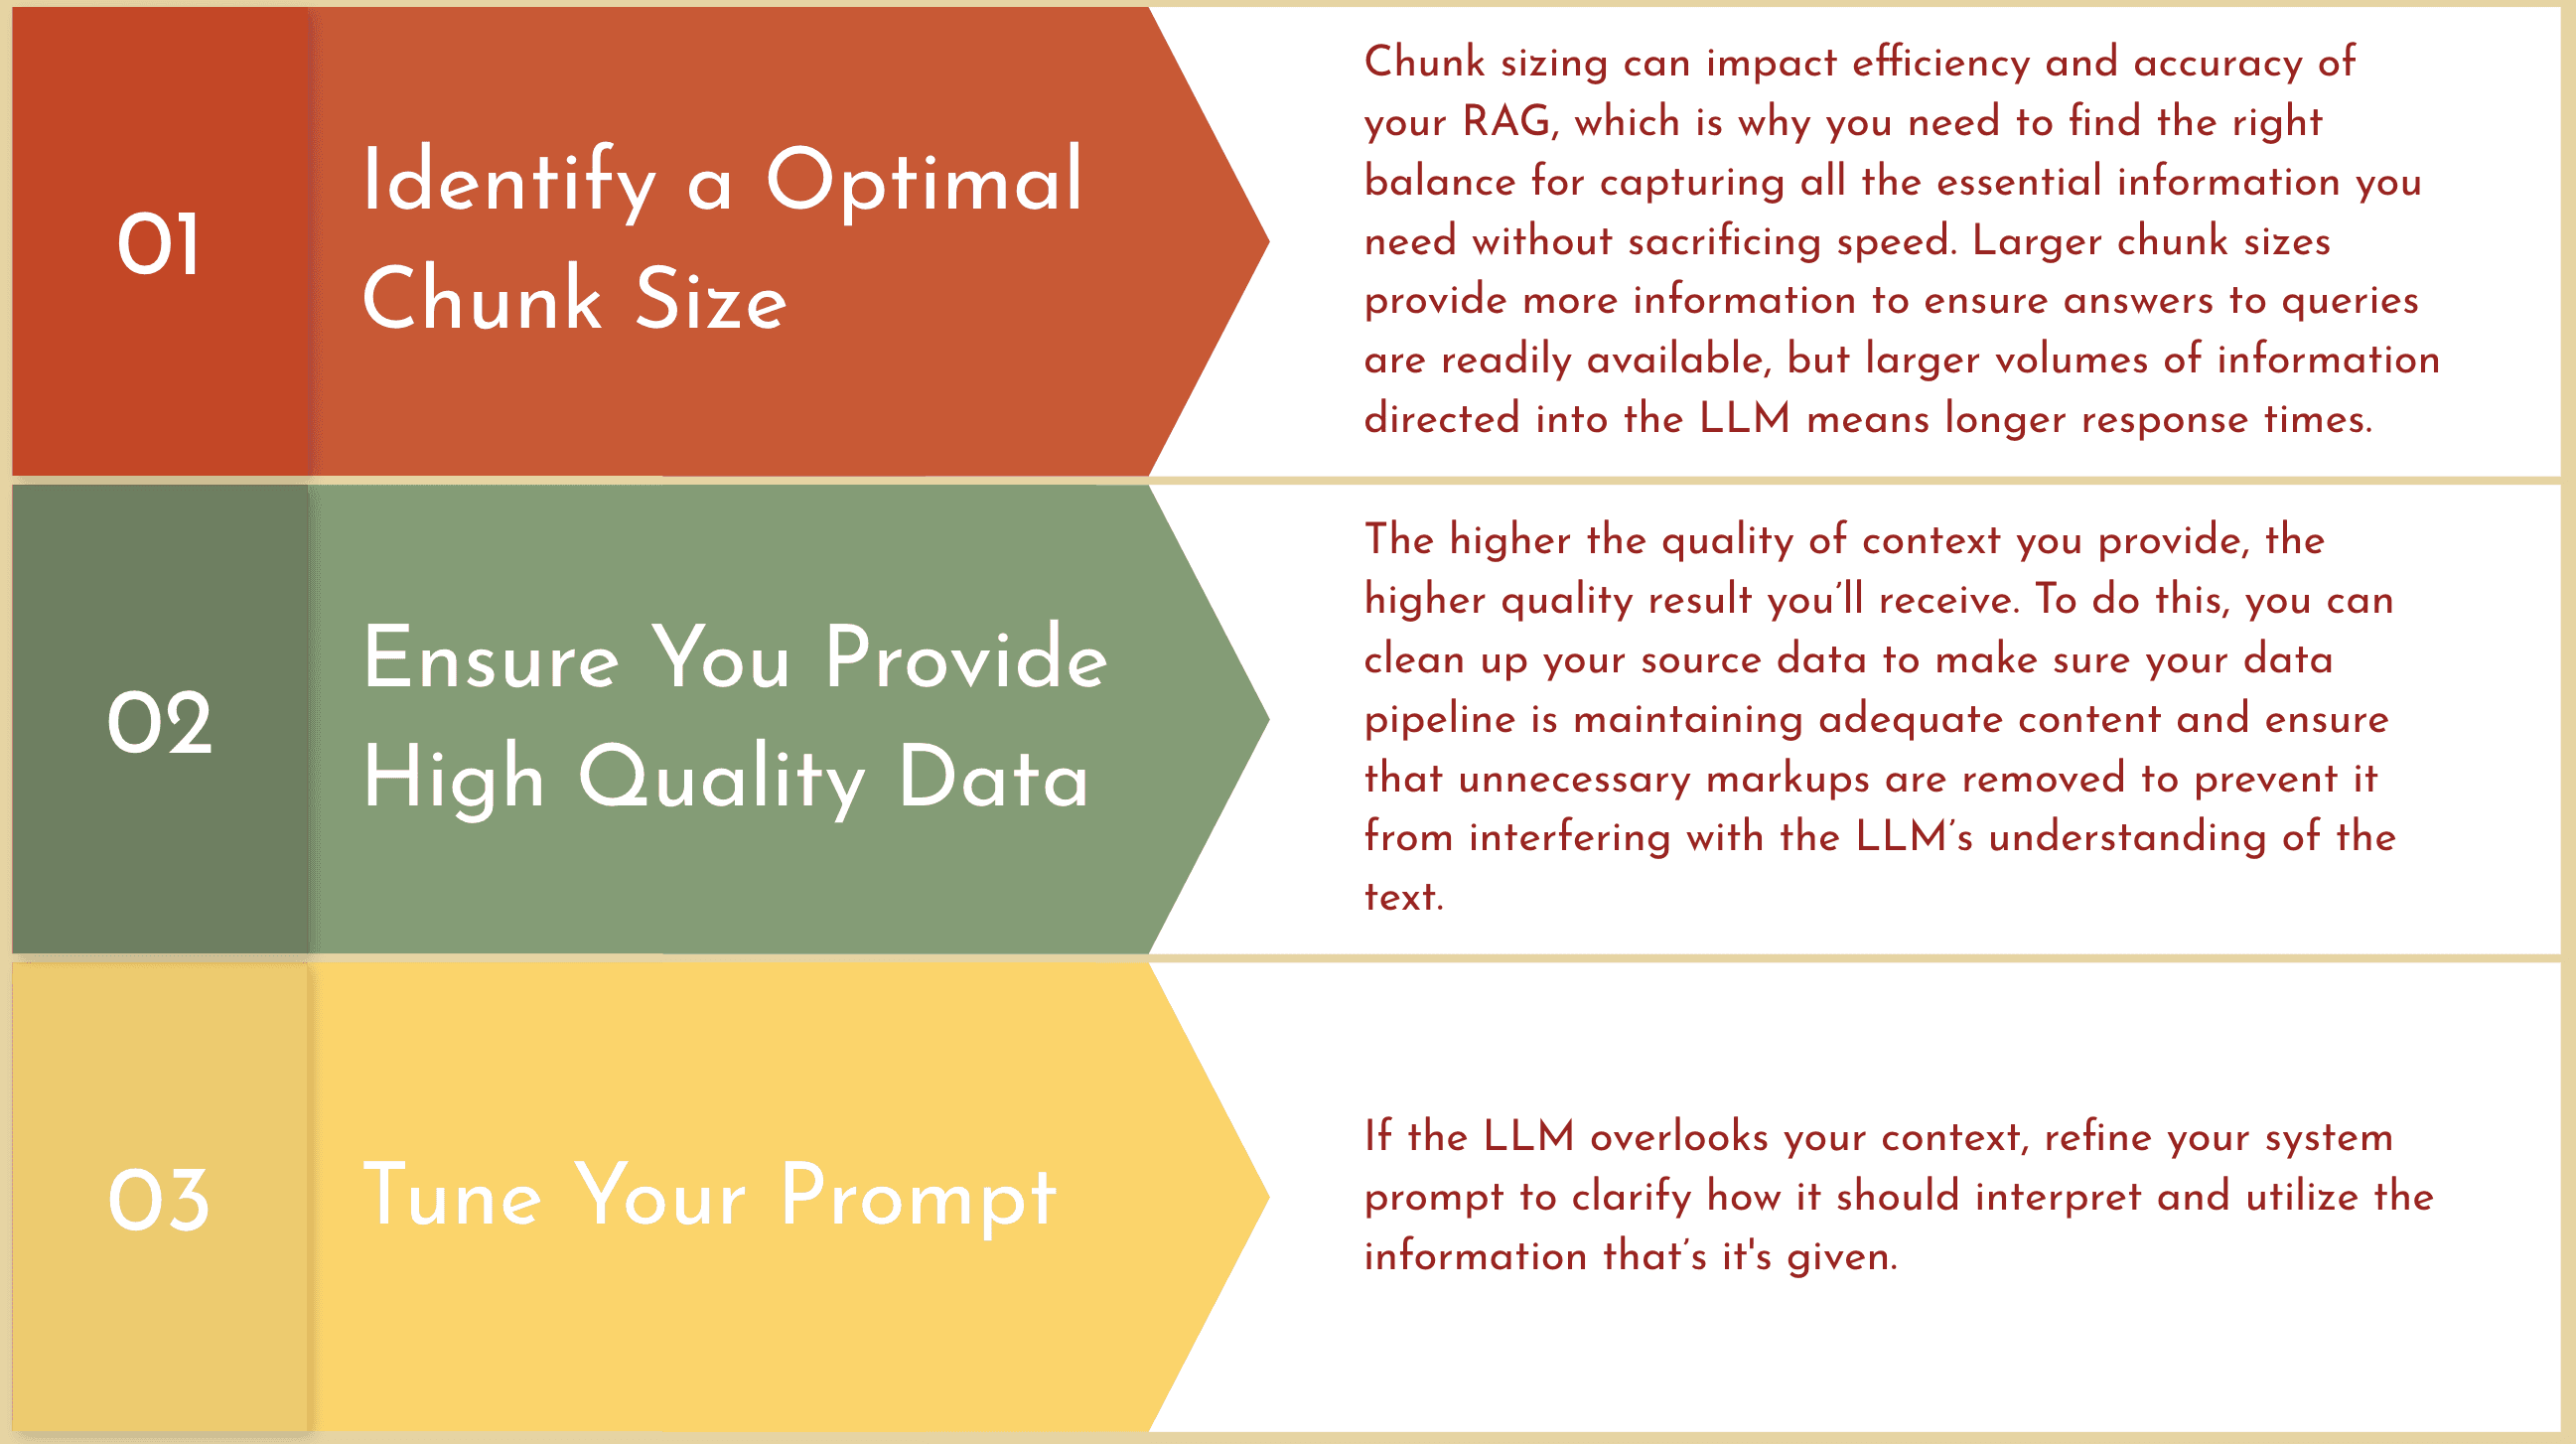 01
Identify a Optimal
Chunk Size
Chunk sizing can impact efficiency and accuracy of
your RAG, which is why you need to find the right
balance for capturing all the essential information you
need without sacrificing speed. Larger chunk sizes
provide more information to ensure answers to queries
are readily available, but larger volumes of information
directed into the LLM means longer response times.
02
Ensure You Provide
High Quality Data
The higher the quality of context you provide, the
higher quality result you’ll receive. To do this, you can
clean up your source data to make sure your data
pipeline is maintaining adequate content and ensure
that unnecessary markups are removed to prevent it
from interfering with the LLM’s understanding of the
text.
03
Tune Your Prompt
If the LLM overlooks your context, refine your system
prompt to clarify how it should interpret and utilize the
information that’s it's given.